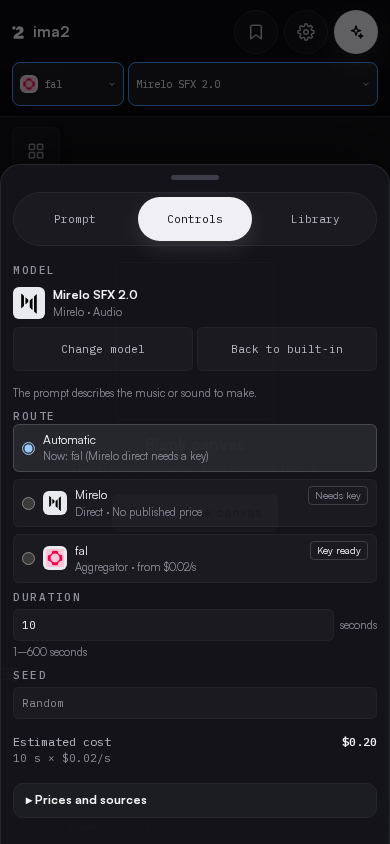 ima2
fal
Mirelo SFX 2.0
Prompt
Controls
Library
MODEL
Mirelo SFX 2.0
Mirelo · Audio
Change model
Back to built-in
The prompt describes the music or sound to make.
ROUTE
Automatic
Now: fal (Mirelo direct needs a key)
Mirelo
Needs key
Direct · No published price
fal
Key ready
Aggregator · from $0.02/s
DURATION
10
seconds
1–600 seconds
SEED
Random
Estimated cost
$0.20
10 s × $0.02/s
▸ Prices and sources